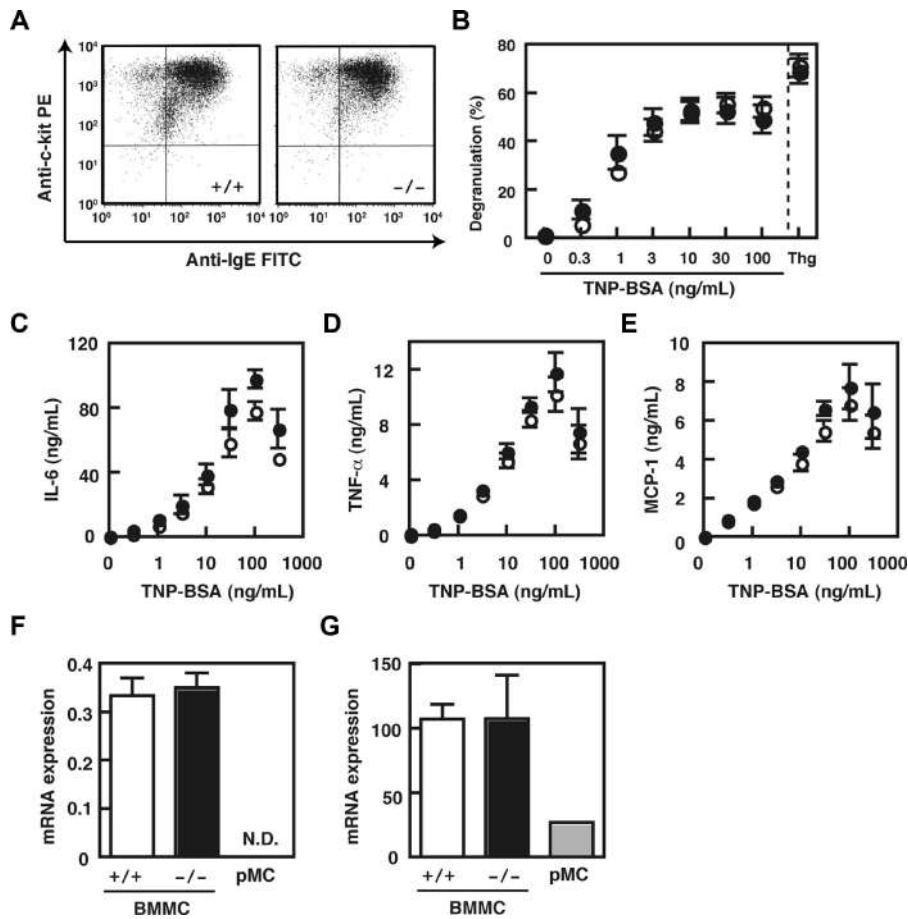 A
Anti-c-kit PE
10⁴
10³
10²
10¹
10⁰
+/+
−/−
10⁰ 10¹ 10² 10³ 10⁴
10⁰ 10¹ 10² 10³ 10⁴
Anti-IgE FITC
B
Degranulation (%)
80
60
40
20
0
0 0.3 1 3 10 30 100 Thg
TNP-BSA (ng/mL)
C
IL-6 (ng/mL)
120
80
40
0
0 1 10 100 1000
TNP-BSA (ng/mL)
D
TNF-α (ng/mL)
12
8
4
0
0 1 10 100 1000
TNP-BSA (ng/mL)
E
MCP-1 (ng/mL)
10
8
6
4
2
0
0 1 10 100 1000
TNP-BSA (ng/mL)
F
mRNA expression
0.4
0.3
0.2
0.1
0
N.D.
+/+ −/− pMC
BMMC
G
mRNA expression
150
100
50
0
+/+ −/− pMC
BMMC